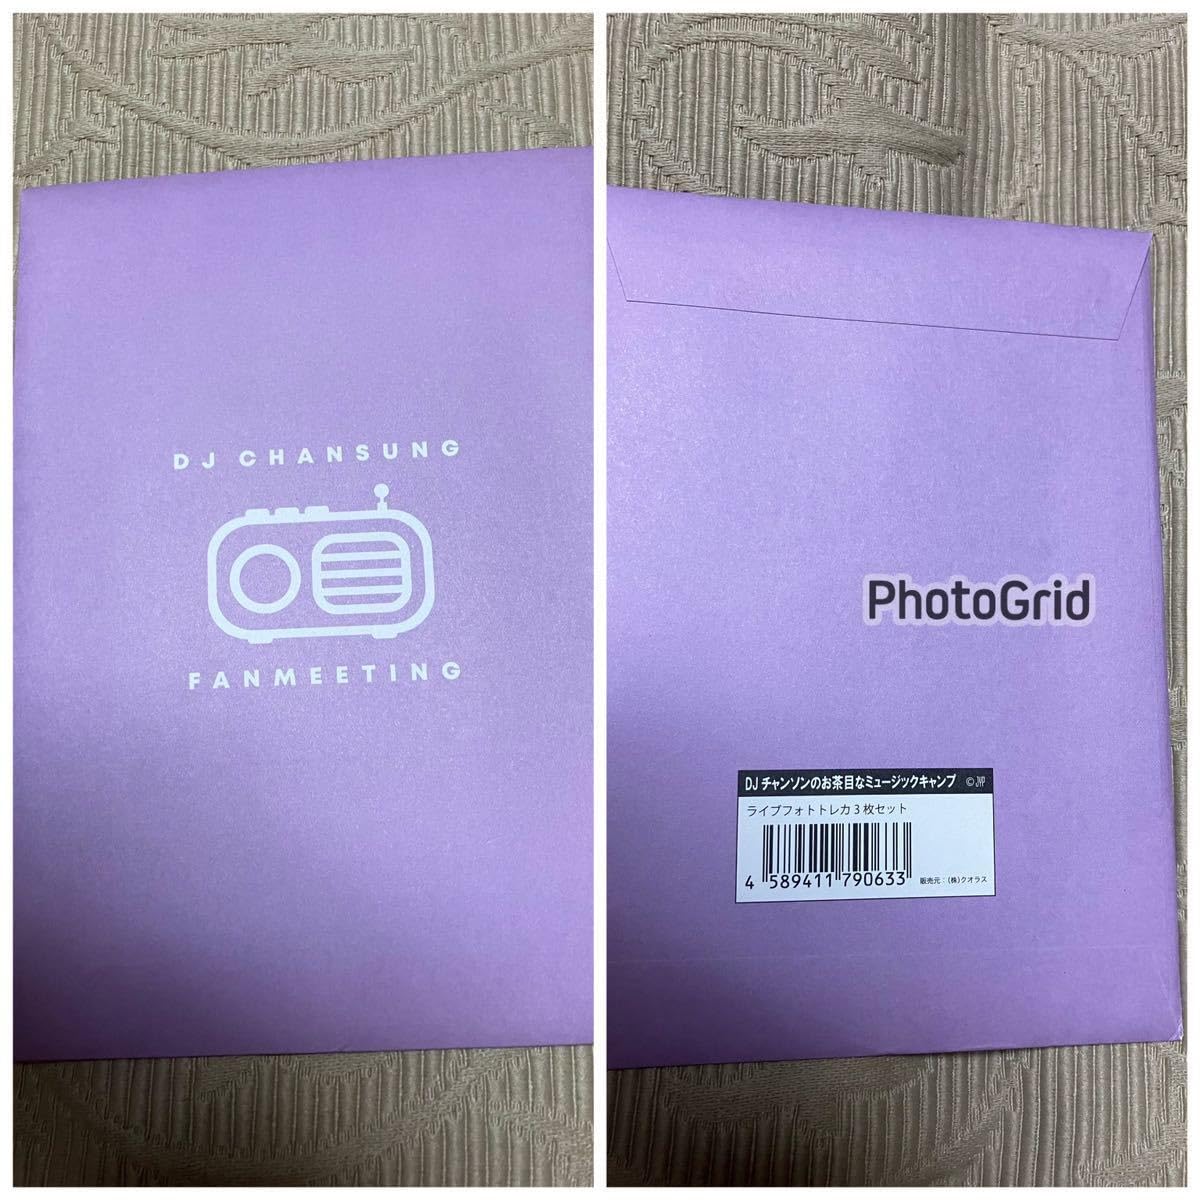 DJ CHANSUNG
FANMEETING
PhotoGrid
DJ チャンソンのお茶目なミュージックキャンプ ©JYP
ライブフォトトレカ3枚セット
4 589411 790633
販売元：(株)クオラス